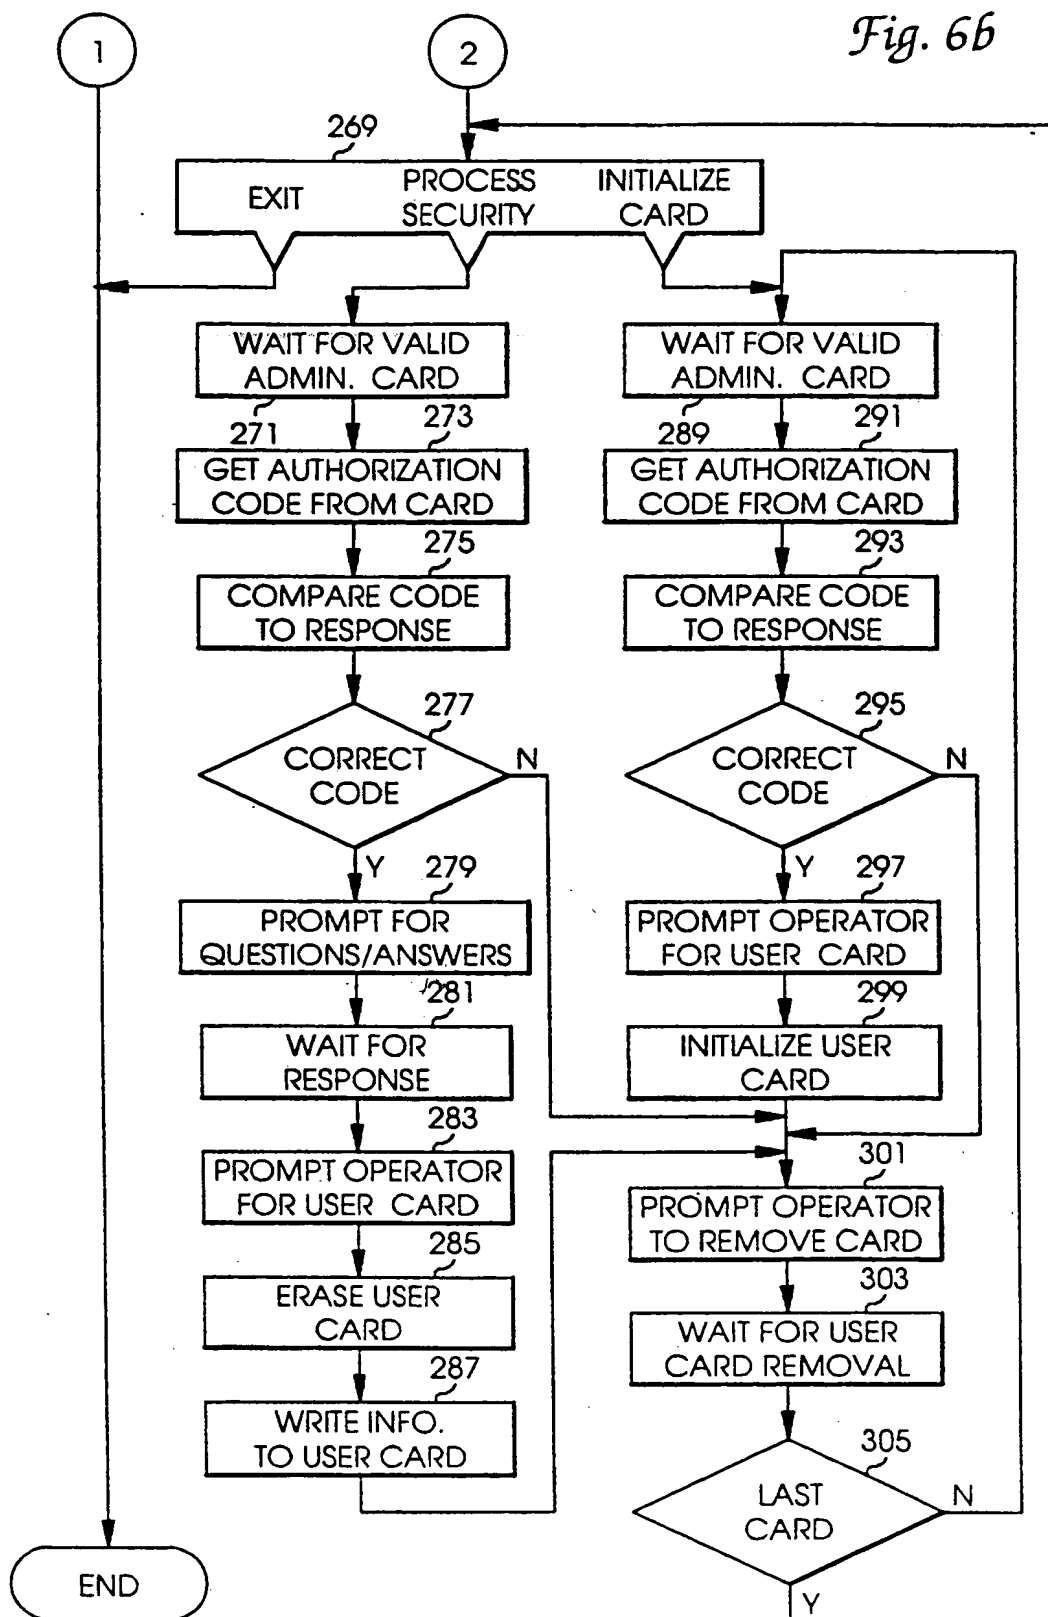 Fig. 6b
1
2
269
EXIT
PROCESS
SECURITY
INITIALIZE
CARD
WAIT FOR VALID
ADMIN. CARD
271
273
GET AUTHORIZATION
CODE FROM CARD
275
COMPARE CODE
TO RESPONSE
277
CORRECT
CODE
N
Y
279
PROMPT FOR
QUESTIONS/ANSWERS
281
WAIT FOR
RESPONSE
283
PROMPT OPERATOR
FOR USER CARD
285
ERASE USER
CARD
287
WRITE INFO.
TO USER CARD
WAIT FOR VALID
ADMIN. CARD
289
291
GET AUTHORIZATION
CODE FROM CARD
293
COMPARE CODE
TO RESPONSE
295
CORRECT
CODE
N
Y
297
PROMPT OPERATOR
FOR USER CARD
299
INITIALIZE USER
CARD
301
PROMPT OPERATOR
TO REMOVE CARD
303
WAIT FOR USER
CARD REMOVAL
305
LAST
CARD
N
Y
END